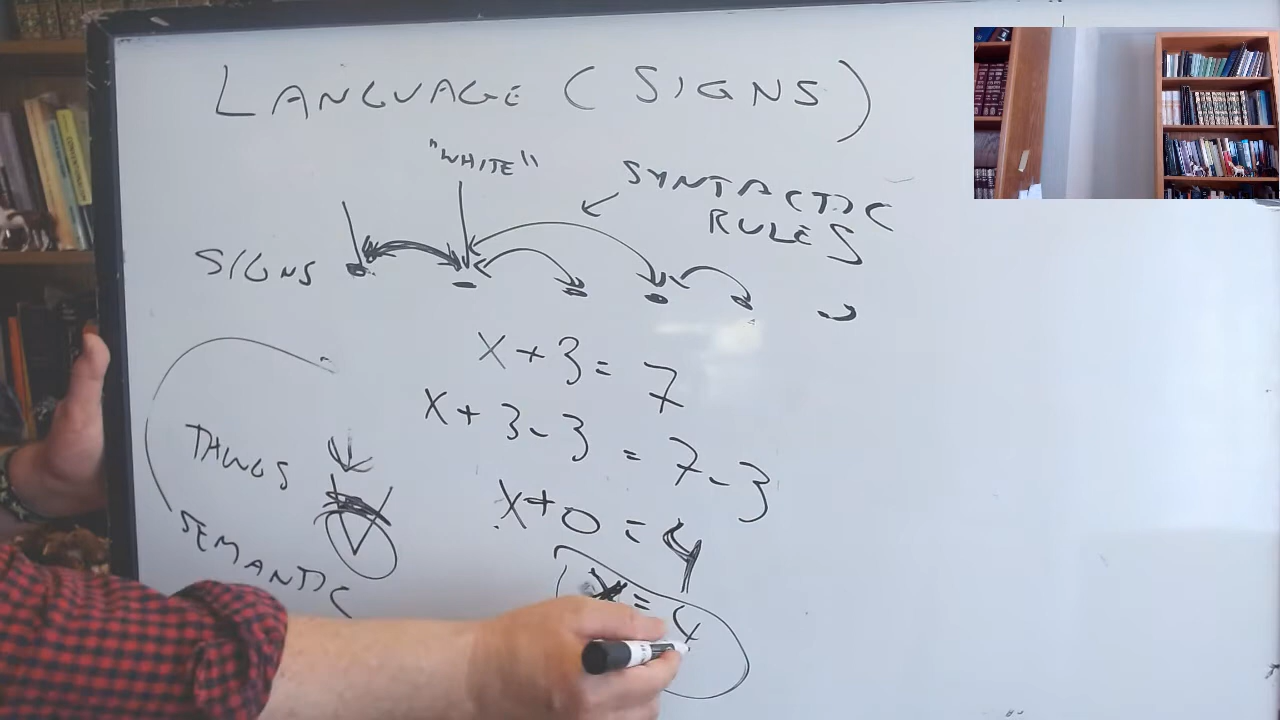 LANGUAGE (SIGNS)
"WHITE"
SYNTACTIC
RULES
SIGNS
X + 3 = 7
X + 3 - 3 = 7 - 3
X + 0 = 4
X = 4
THINGS
SEMANTIC